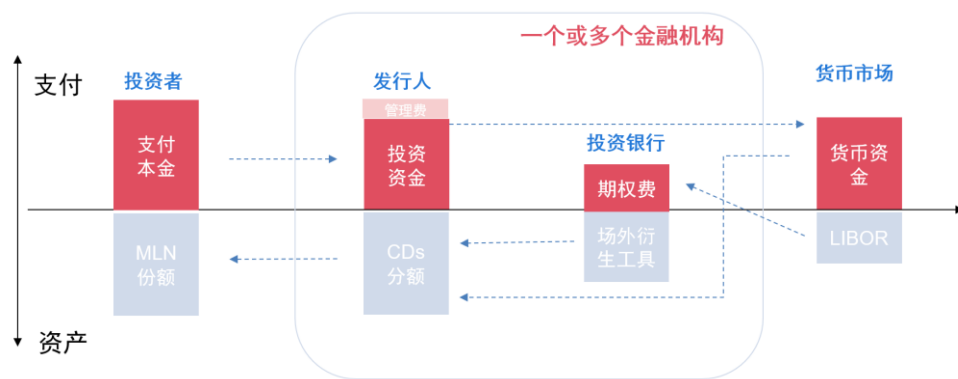 一个或多个金融机构
支付
投资者
发行人
货币市场
管理费
支付
本金
投资
资金
投资银行
货币资
金
期权费
MLN
份额
CDs
分额
场外衍
生工具
LIBOR
资产